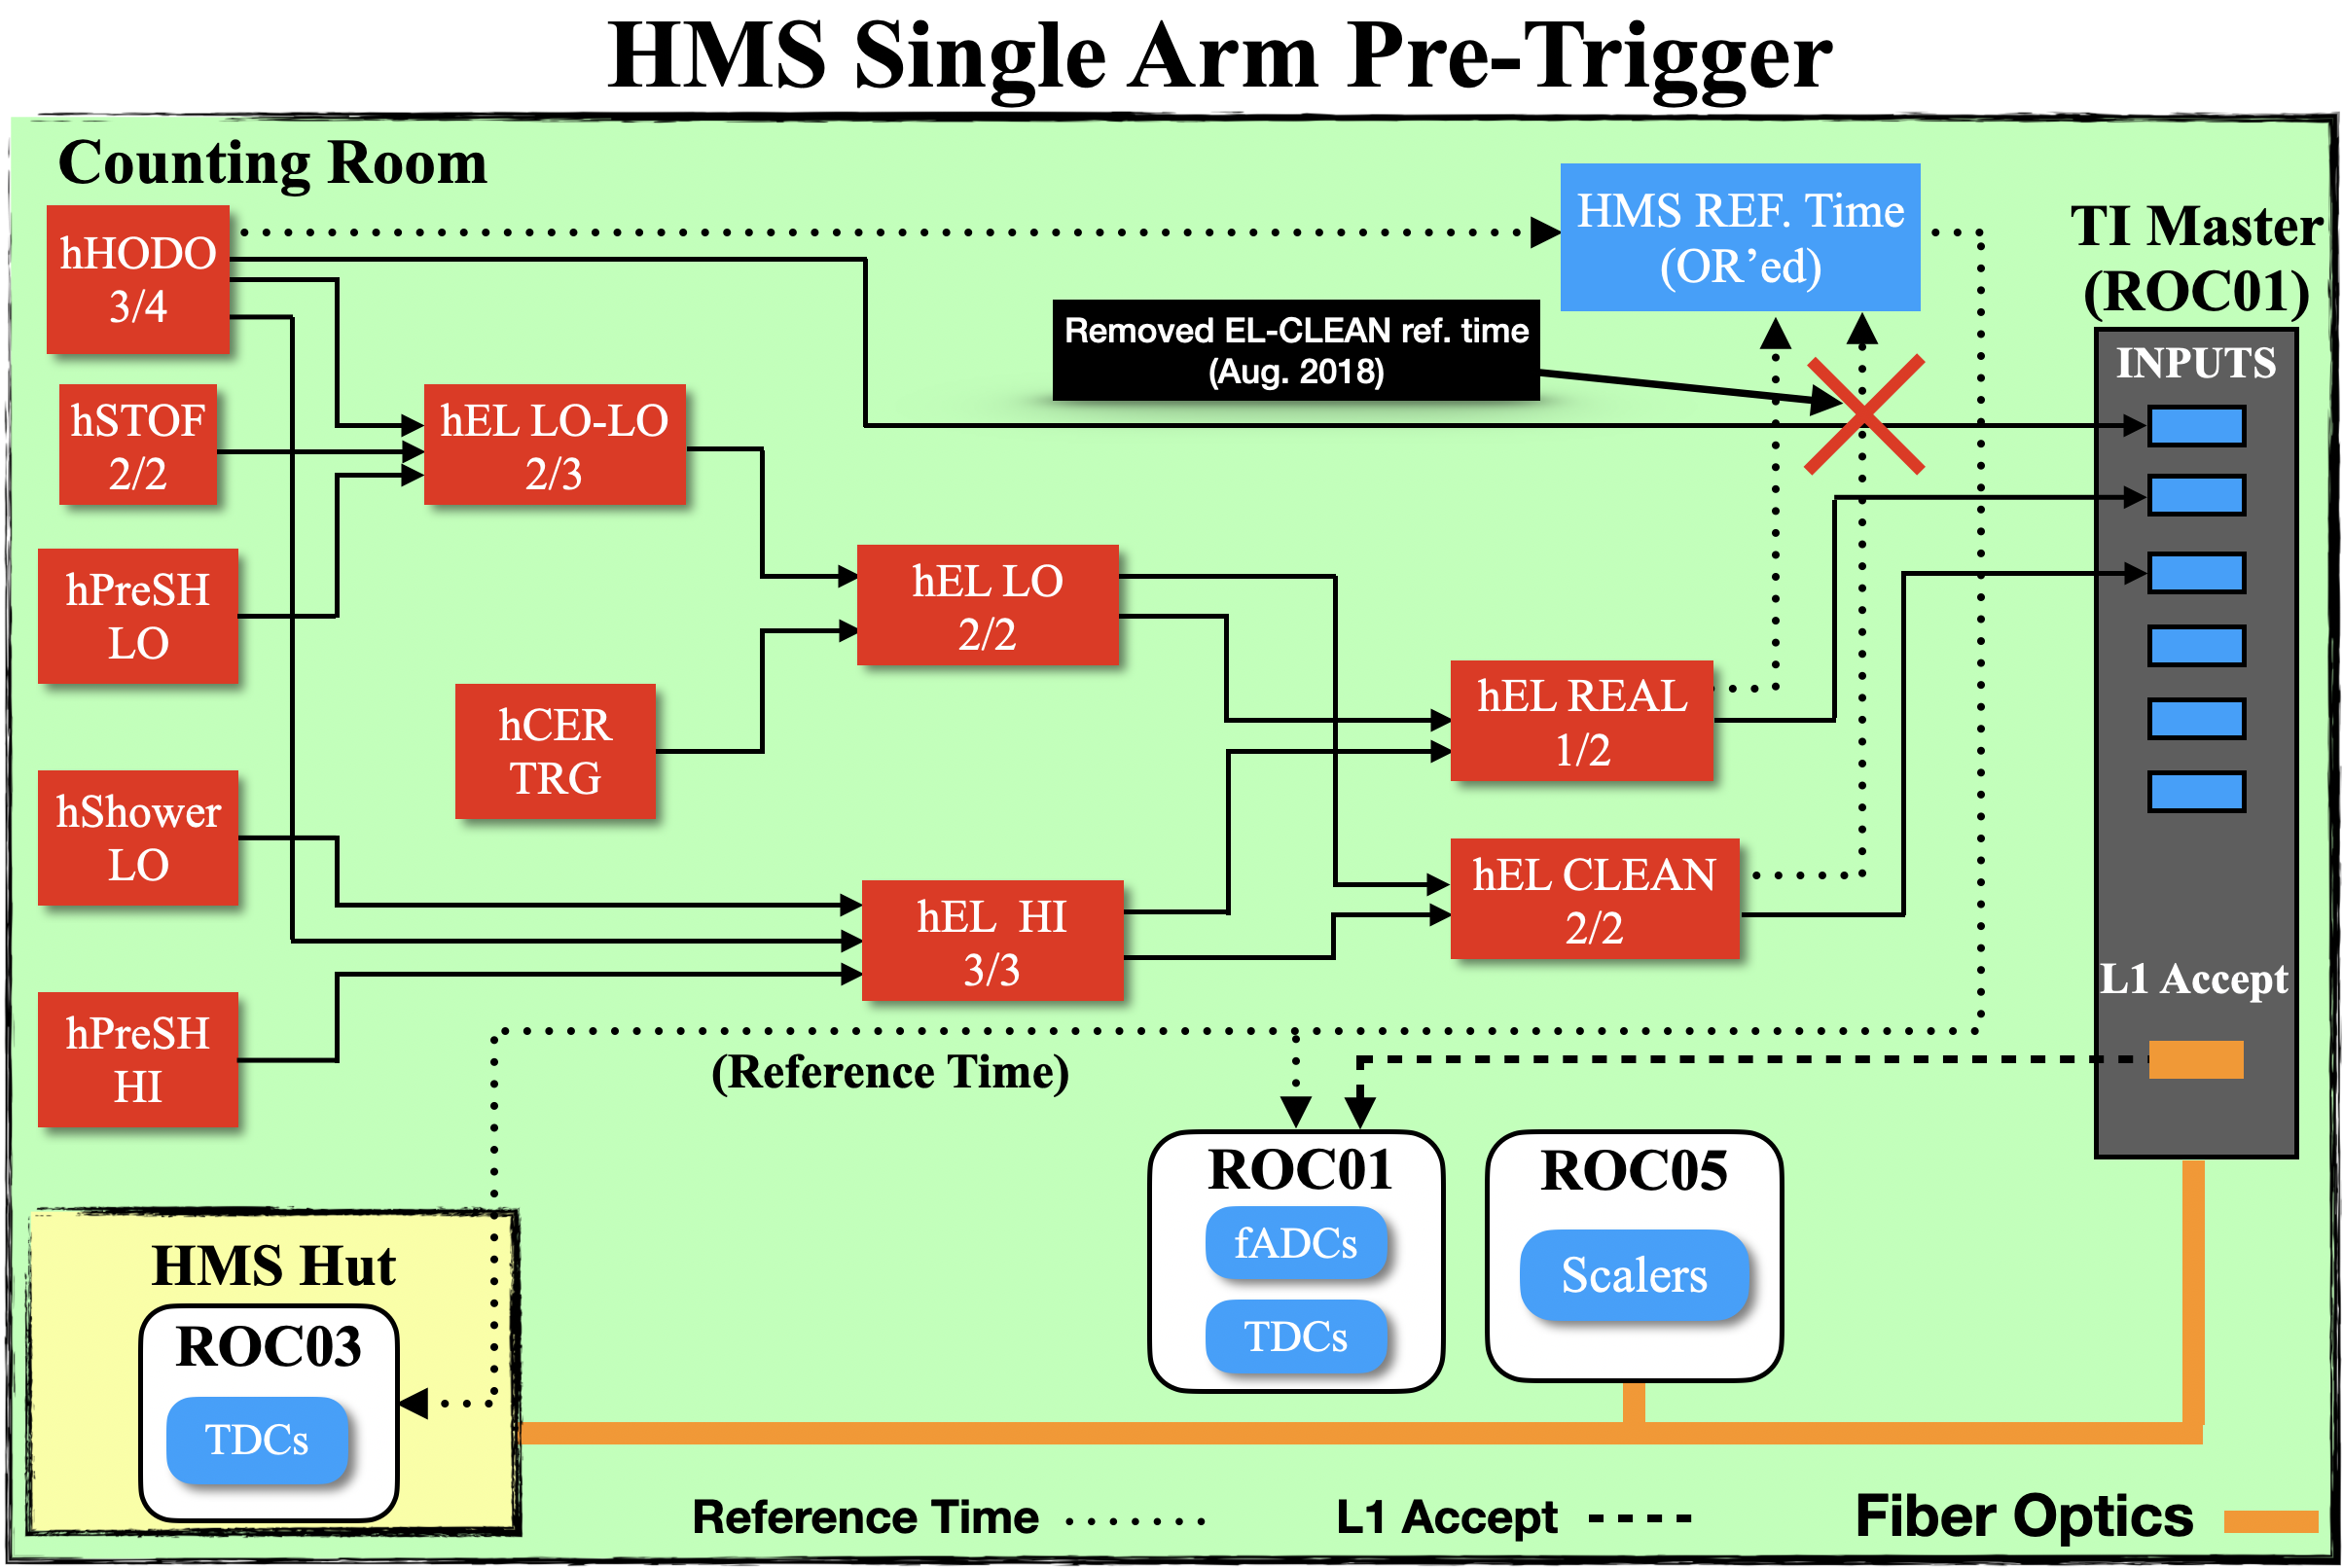 HMS Single Arm Pre-Trigger
Counting Room
hHODO
3/4
HMS REF. Time
(OR’ed)
TI Master
(ROC01)
Removed EL-CLEAN ref. time
(Aug. 2018)
INPUTS
hSTOF
2/2
hEL LO-LO
2/3
hPreSH
LO
hEL LO
2/2
hCER
TRG
hEL REAL
1/2
hShower
LO
hEL HI
3/3
hEL CLEAN
2/2
L1 Accept
hPreSH
HI
(Reference Time)
ROC01
fADCs
TDCs
ROC05
Scalers
HMS Hut
ROC03
TDCs
Reference Time
L1 Accept
Fiber Optics